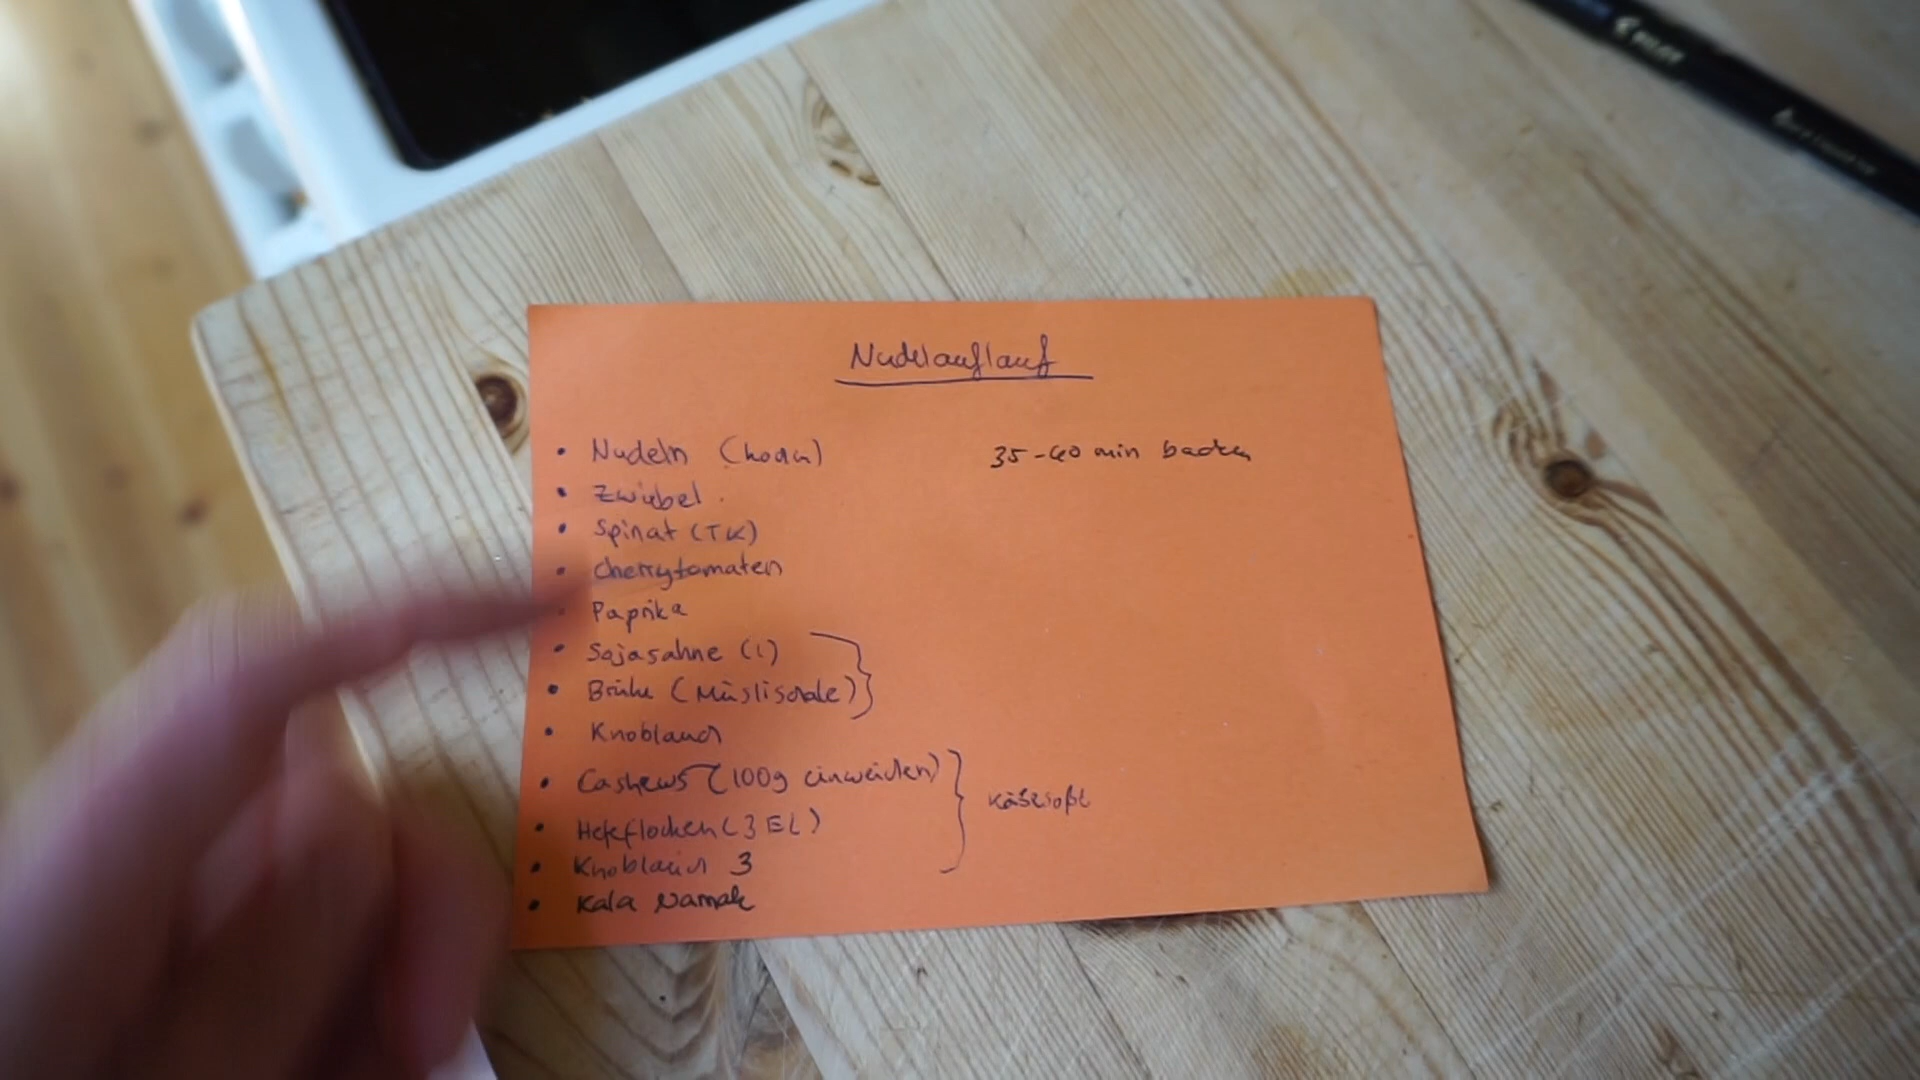 Nudelauflauf
• Nudeln (kochen)
35-40 min backen
• Zwiebel
• Spinat (TK)
• Cherrytomaten
• Paprika
• Sojasahne (1)
• Brühe (Müslischale)
• Knoblauch
• Cashews (100g einweichen)
Käsesoße
• Hefeflocken (3 EL)
• Knoblauch 3
• Kala Namak
PILOT